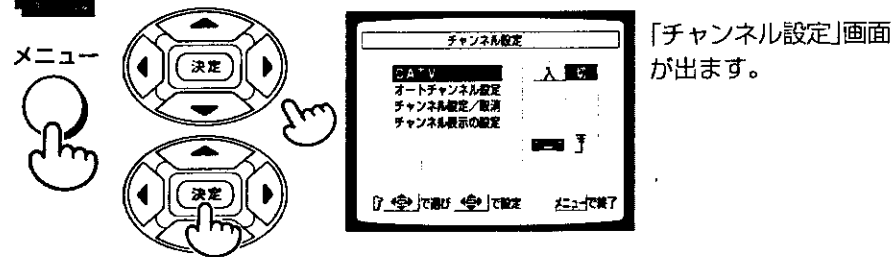 メニュー
決定
決定
チャンネル設定
CATV
入 切
オートチャンネル設定
チャンネル設定/取消
チャンネル表示の設定
で選び で設定 メニューで終了
「チャンネル設定」画面
が出ます。